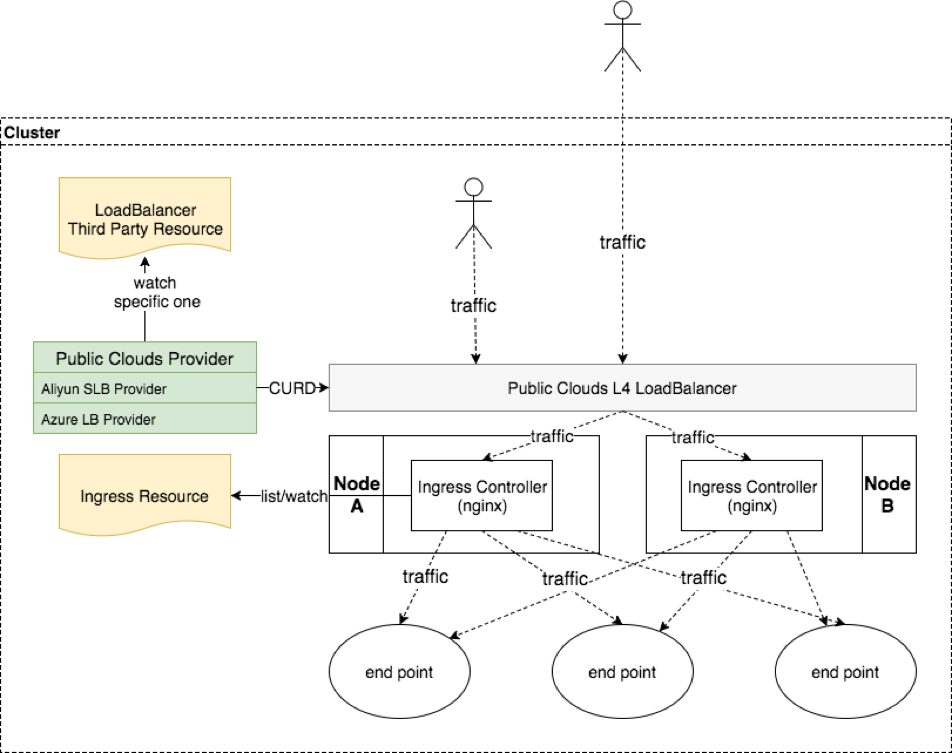 Cluster
LoadBalancer
Third Party Resource
traffic
watch
specific one
traffic
Public Clouds Provider
Aliyun SLB Provider
Azure LB Provider
CURD
Public Clouds L4 LoadBalancer
traffic
traffic
Ingress Resource
list/watch
Node
A
Ingress Controller
(nginx)
Ingress Controller
(nginx)
Node
B
traffic
traffic
traffic
end point
end point
end point